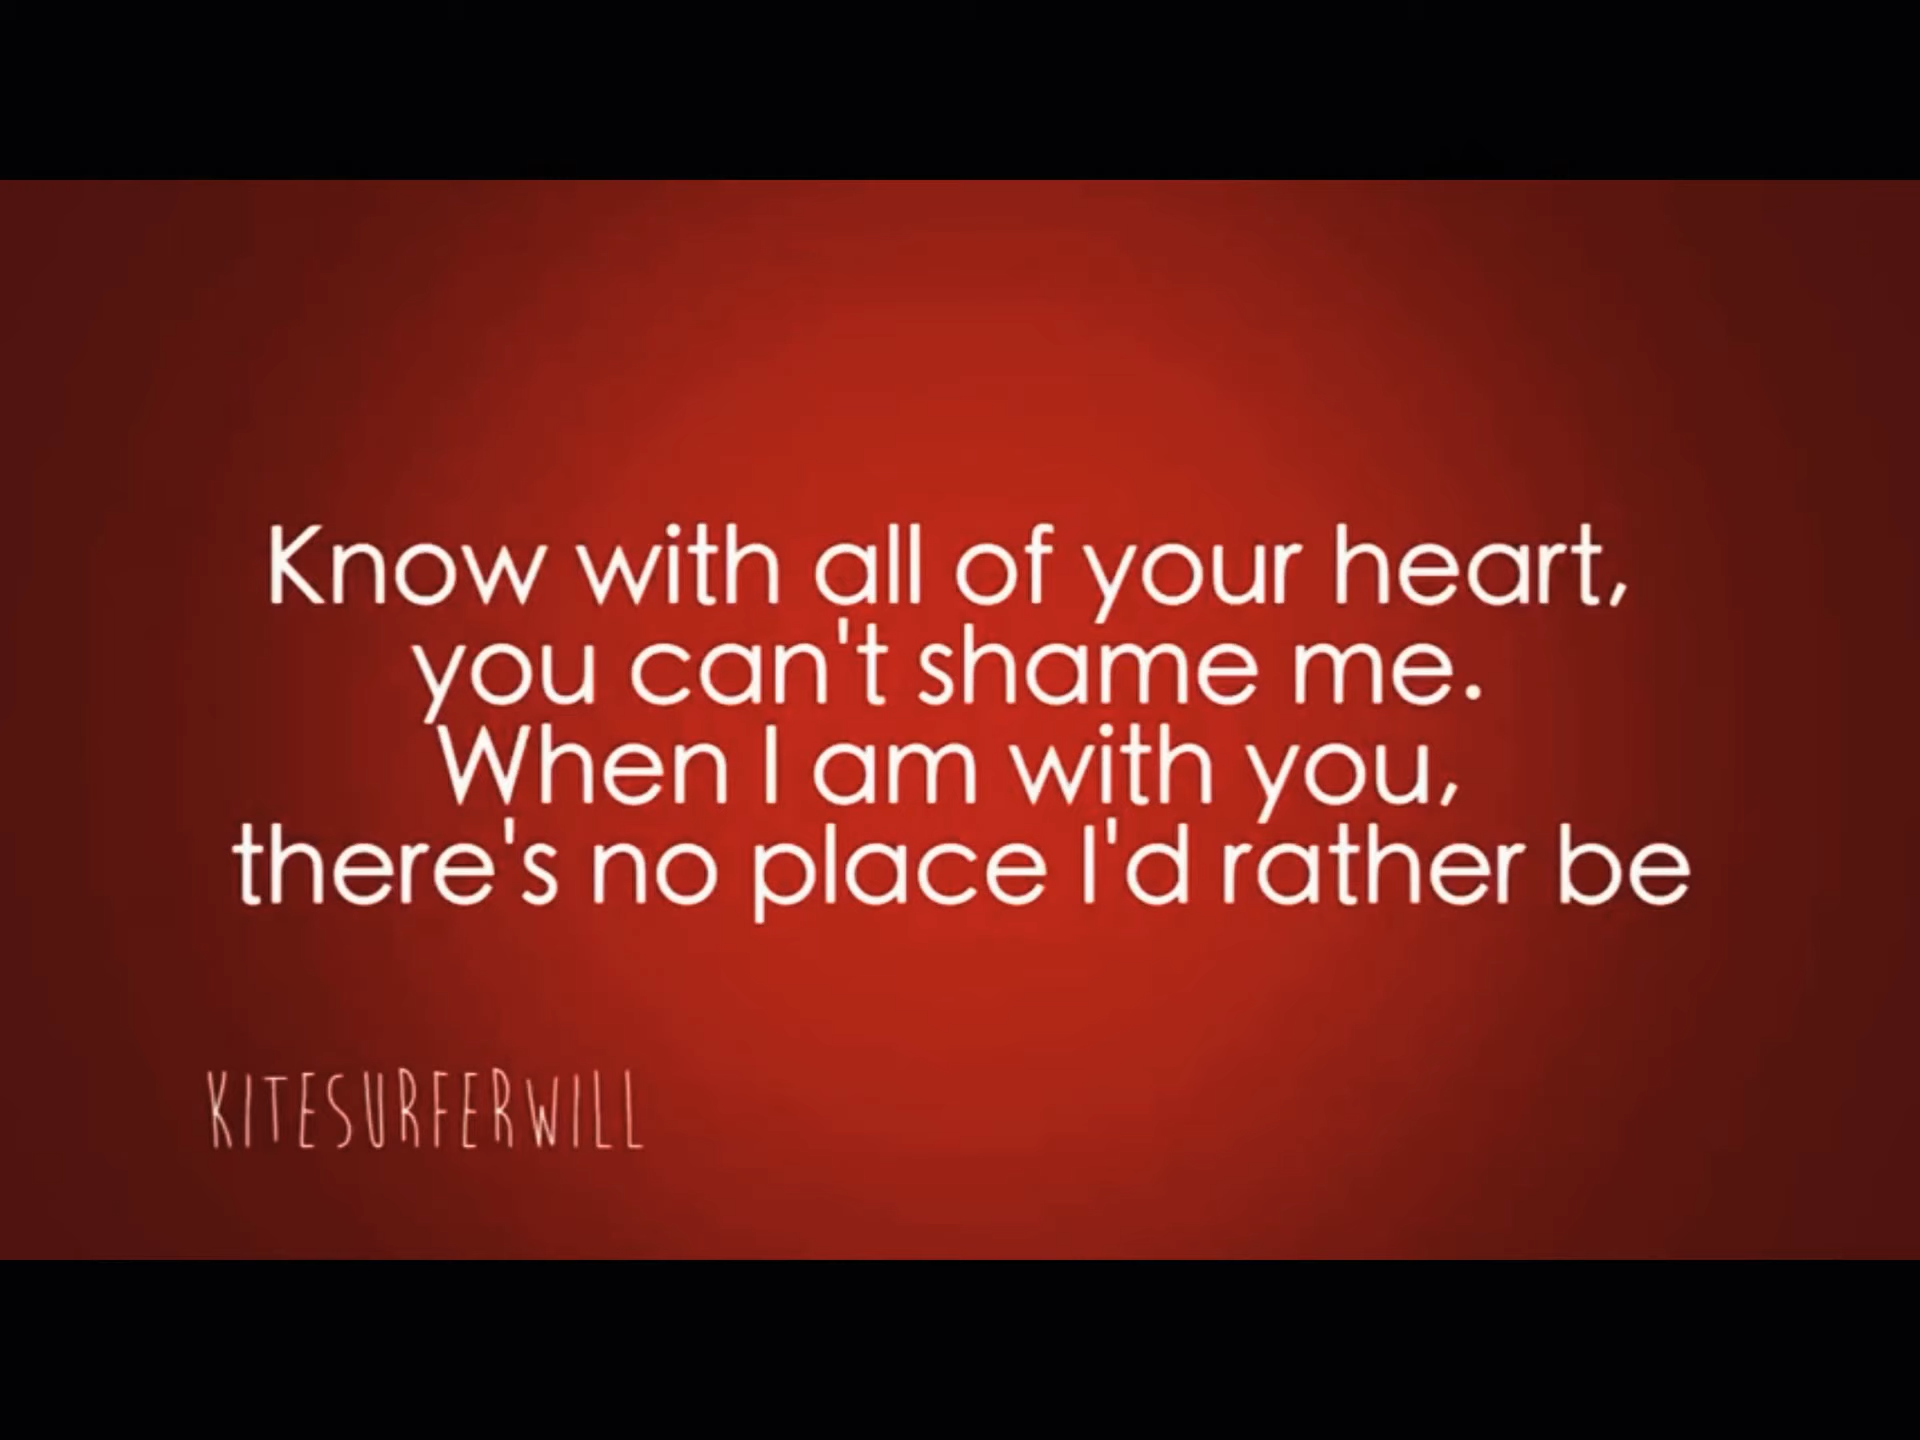 Know with all of your heart,
you can't shame me.
When I am with you,
there's no place I'd rather be
KITESURFERWILL